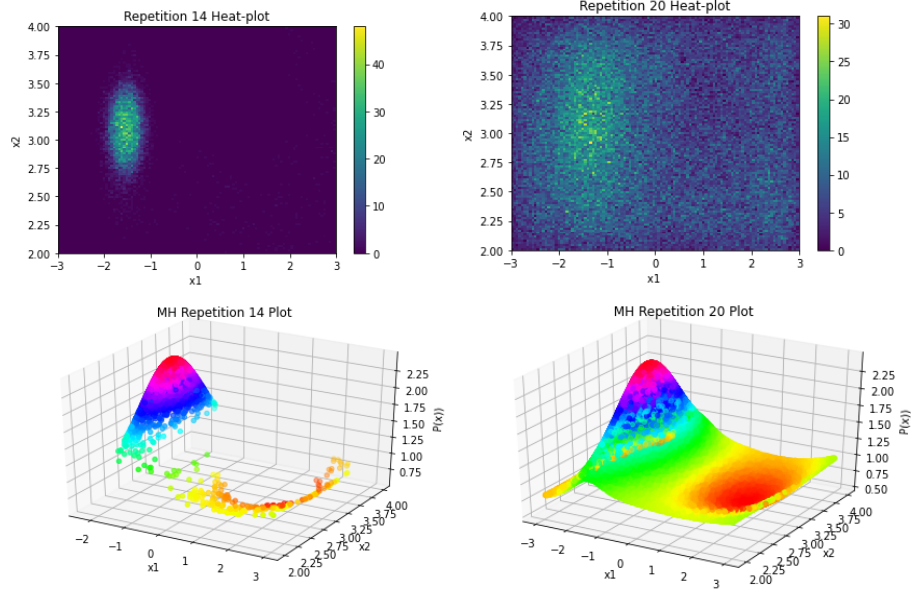 Repetition 14 Heat-plot
4.00
3.75
3.50
3.25
3.00
2.75
2.50
2.25
2.00
x2
−3 −2 −1 0 1 2 3
x1
40
30
20
10
0
Repetition 20 Heat-plot
4.00
3.75
3.50
3.25
3.00
2.75
2.50
2.25
2.00
x2
−3 −2 −1 0 1 2 3
x1
30
25
20
15
10
5
0
MH Repetition 14 Plot
2.25
2.00
1.75
1.50
1.25
1.00
0.75
P(x)
−2 −1 0 1 2 3
x1
2.00 2.25 2.50 2.75 3.00 3.25 3.50 3.75 4.00
x2
MH Repetition 20 Plot
2.25
2.00
1.75
1.50
1.25
1.00
0.75
0.50
P(x)
−3 −2 −1 0 1 2 3
x1
2.00 2.25 2.50 2.75 3.00 3.25 3.50 3.75 4.00
x2